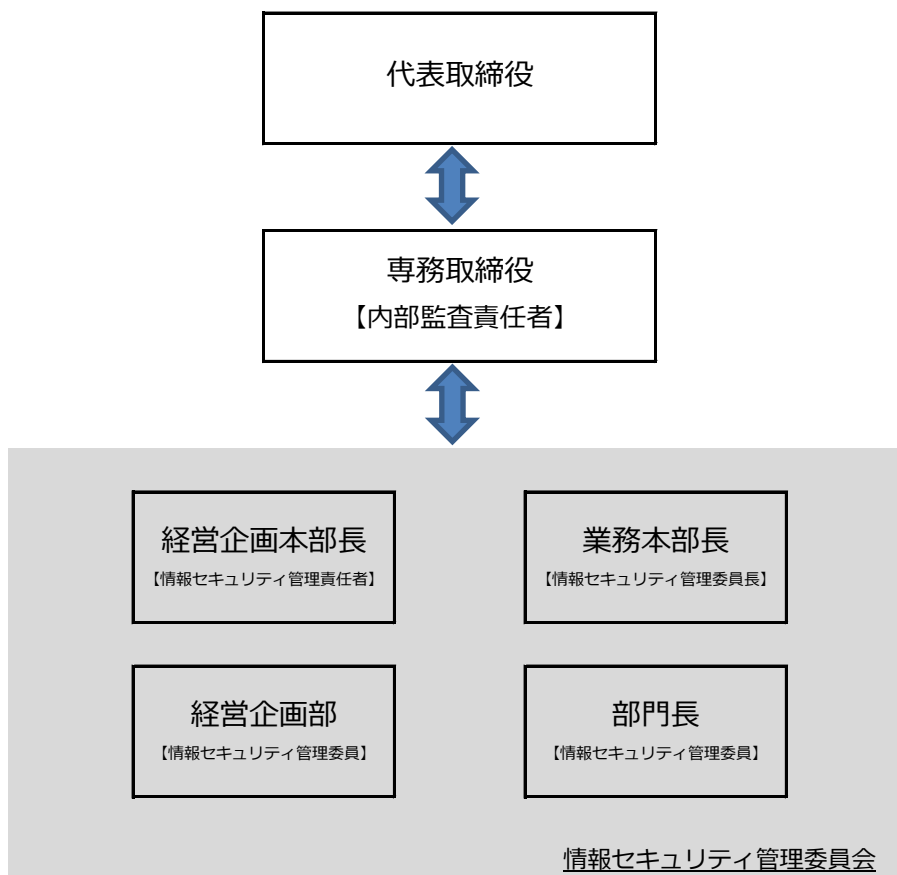 代表取締役
専務取締役
【内部監査責任者】
経営企画本部長
【情報セキュリティ管理責任者】
業務本部長
【情報セキュリティ管理委員長】
経営企画部
【情報セキュリティ管理委員】
部門長
【情報セキュリティ管理委員】
情報セキュリティ管理委員会